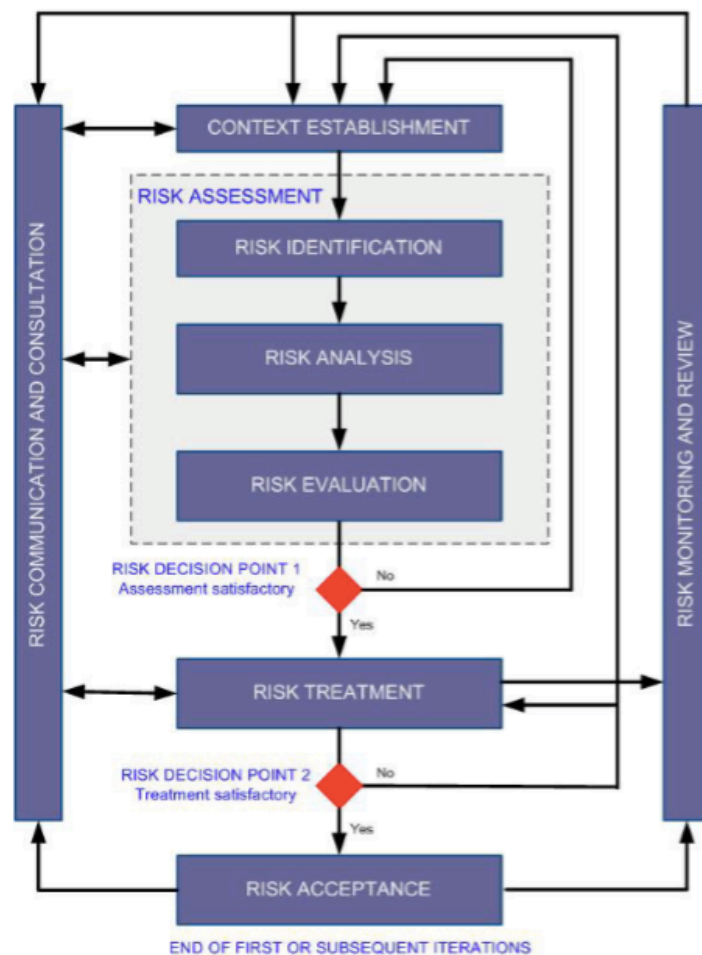 CONTEXT ESTABLISHMENT
RISK ASSESSMENT
RISK IDENTIFICATION
RISK ANALYSIS
RISK EVALUATION
RISK COMMUNICATION AND CONSULTATION
RISK MONITORING AND REVIEW
RISK DECISION POINT 1
Assessment satisfactory
No
Yes
RISK TREATMENT
RISK DECISION POINT 2
Treatment satisfactory
No
Yes
RISK ACCEPTANCE
END OF FIRST OR SUBSEQUENT ITERATIONS